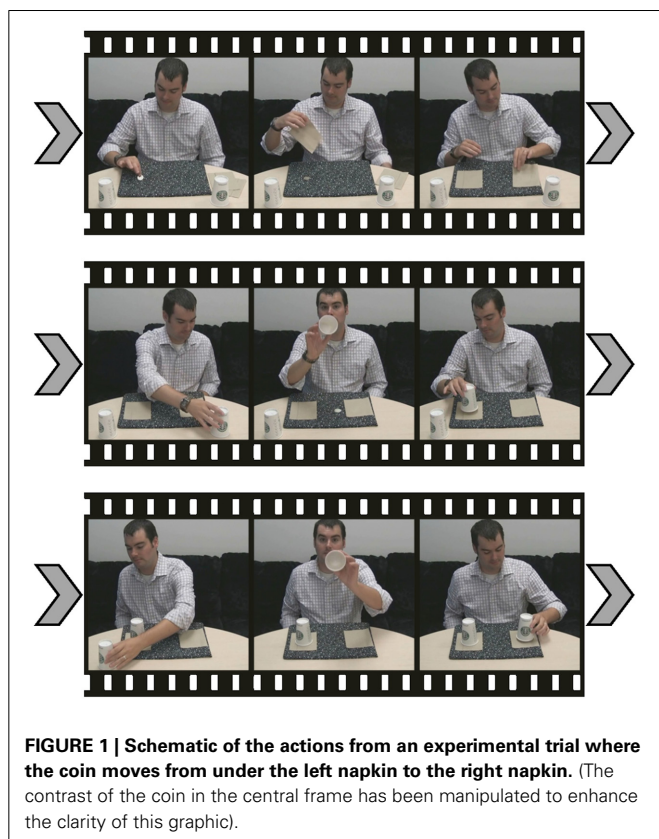 FIGURE 1 | Schematic of the actions from an experimental trial where
the coin moves from under the left napkin to the right napkin. (The
contrast of the coin in the central frame has been manipulated to enhance
the clarity of this graphic).